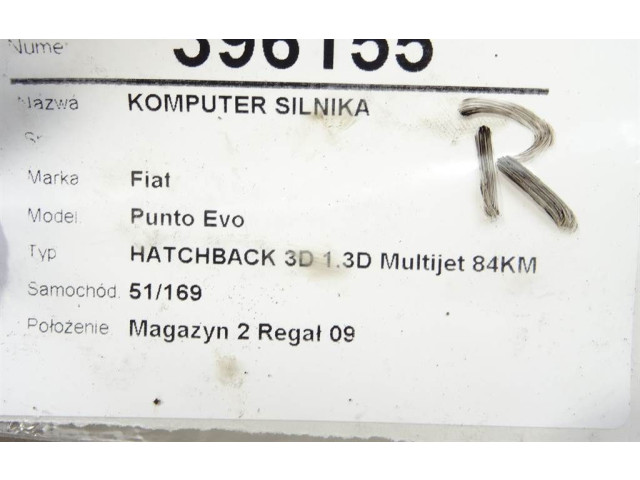 Nume 396155
Nazwa KOMPUTER SILNIKA
Marka Fiat
Model Punto Evo
Typ HATCHBACK 3D 1.3D Multijet 84KM
Samochód 51/169
Położenie Magazyn 2 Regał 09
R